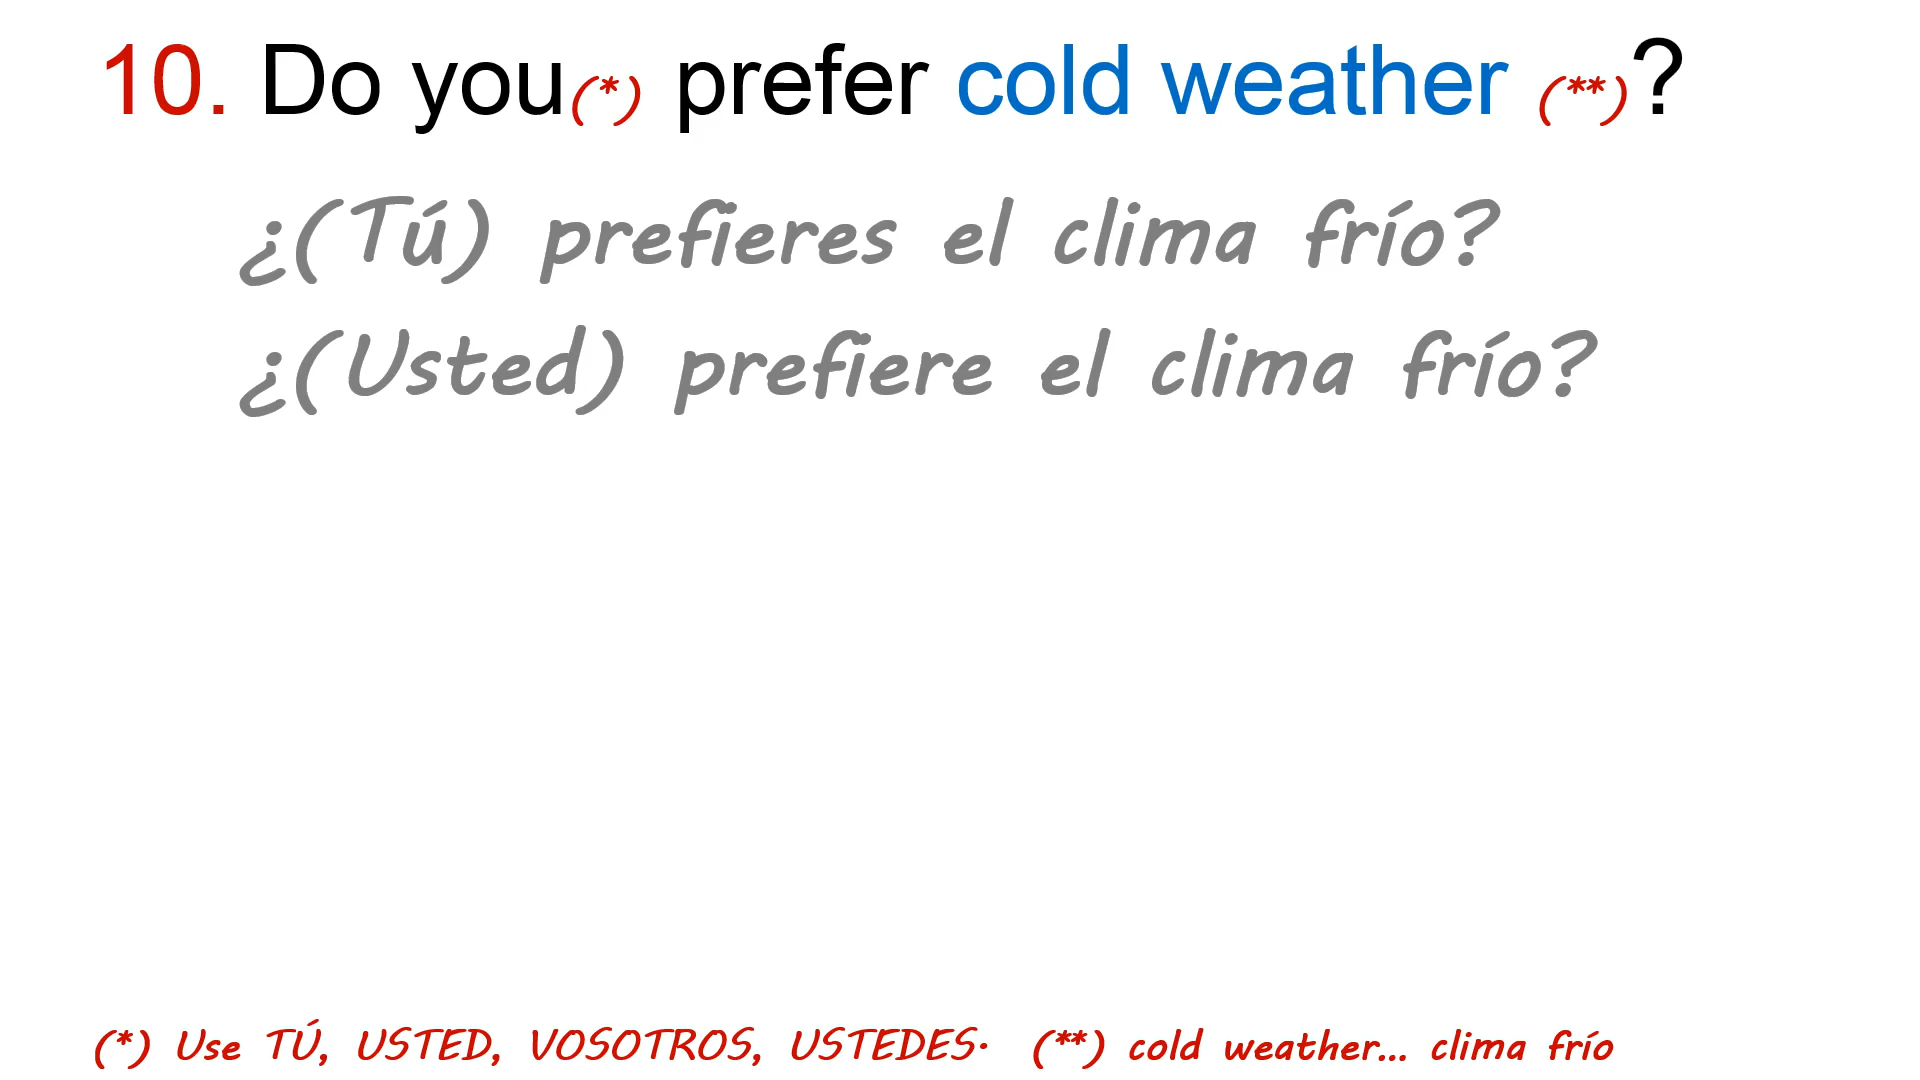 10. Do you(*) prefer cold weather (**)?
¿(Tú) prefieres el clima frío?
¿(Usted) prefiere el clima frío?
(*) Use TÚ, USTED, VOSOTROS, USTEDES. (**) cold weather... clima frío